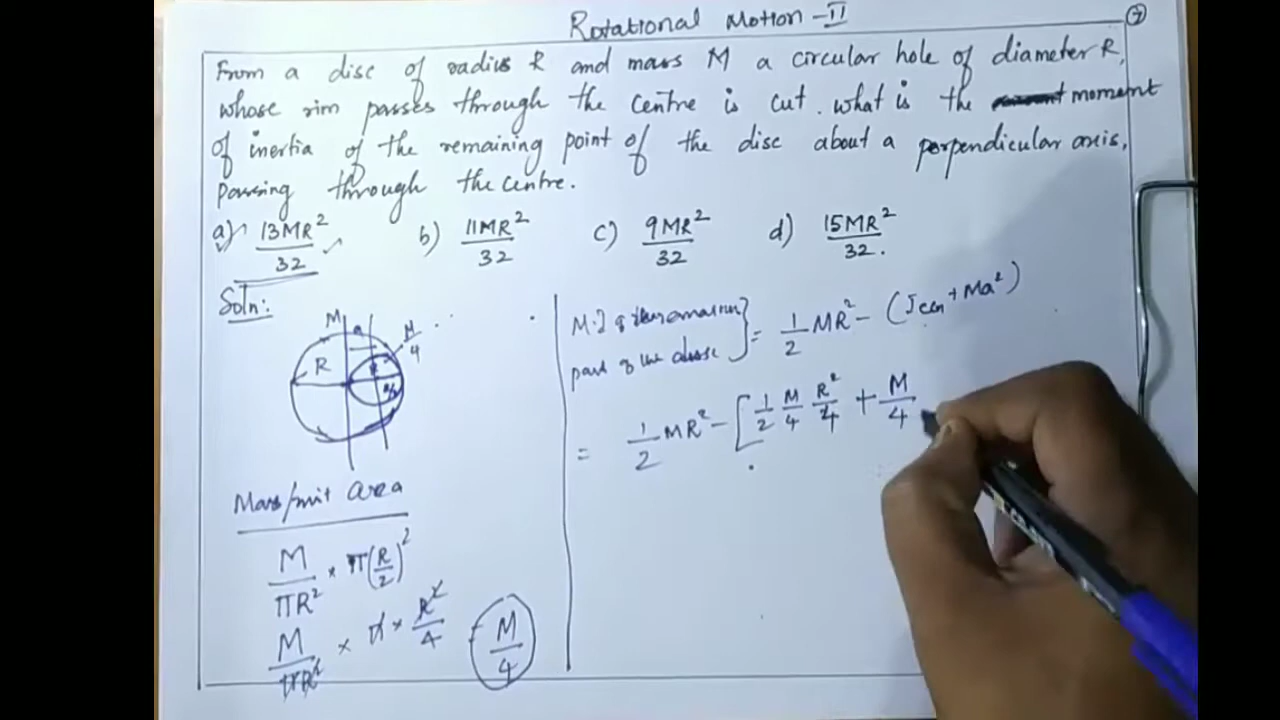 Rotational Motion - II
7
From a disc of radius R and mass M a circular hole of diameter R,
whose rim passes through the centre is cut. what is the moment
of inertia of the remaining point of the disc about a perpendicular axis,
passing through the centre.
a) 13MR²/32 b) 11MR²/32 c) 9MR²/32 d) 15MR²/32.
Soln:
M a M/4
R
M.I of the part of the = 1/2 MR² - (Icm + Ma²)
= 1/2 MR² - [1/2 M/4 R²/4 + M/4
Mass/unit area
M/πR² × π(R/2)²
M/πR² × π × R²/4 = M/4